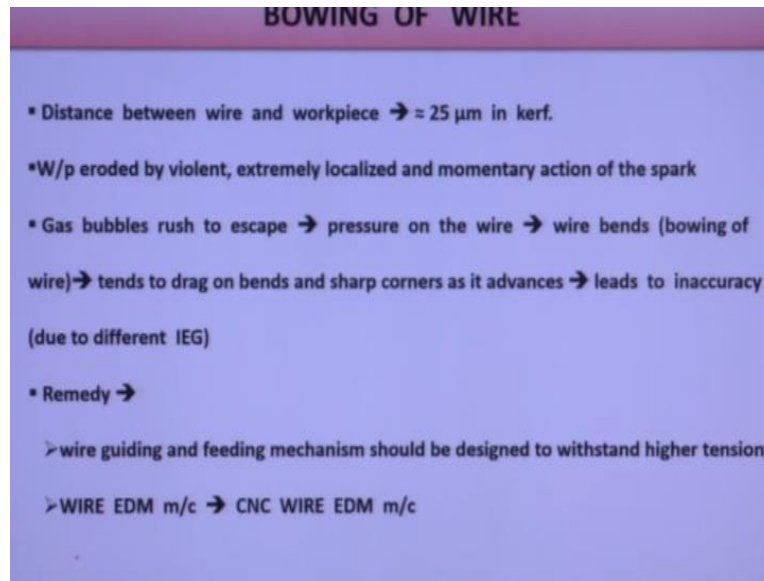 BOWING OF WIRE
▪ Distance between wire and workpiece → ≈ 25 µm in kerf.
▪W/p eroded by violent, extremely localized and momentary action of the spark
▪ Gas bubbles rush to escape → pressure on the wire → wire bends (bowing of
wire)→ tends to drag on bends and sharp corners as it advances → leads to inaccuracy
(due to different IEG)
▪ Remedy →
➢wire guiding and feeding mechanism should be designed to withstand higher tension
➢WIRE EDM m/c → CNC WIRE EDM m/c